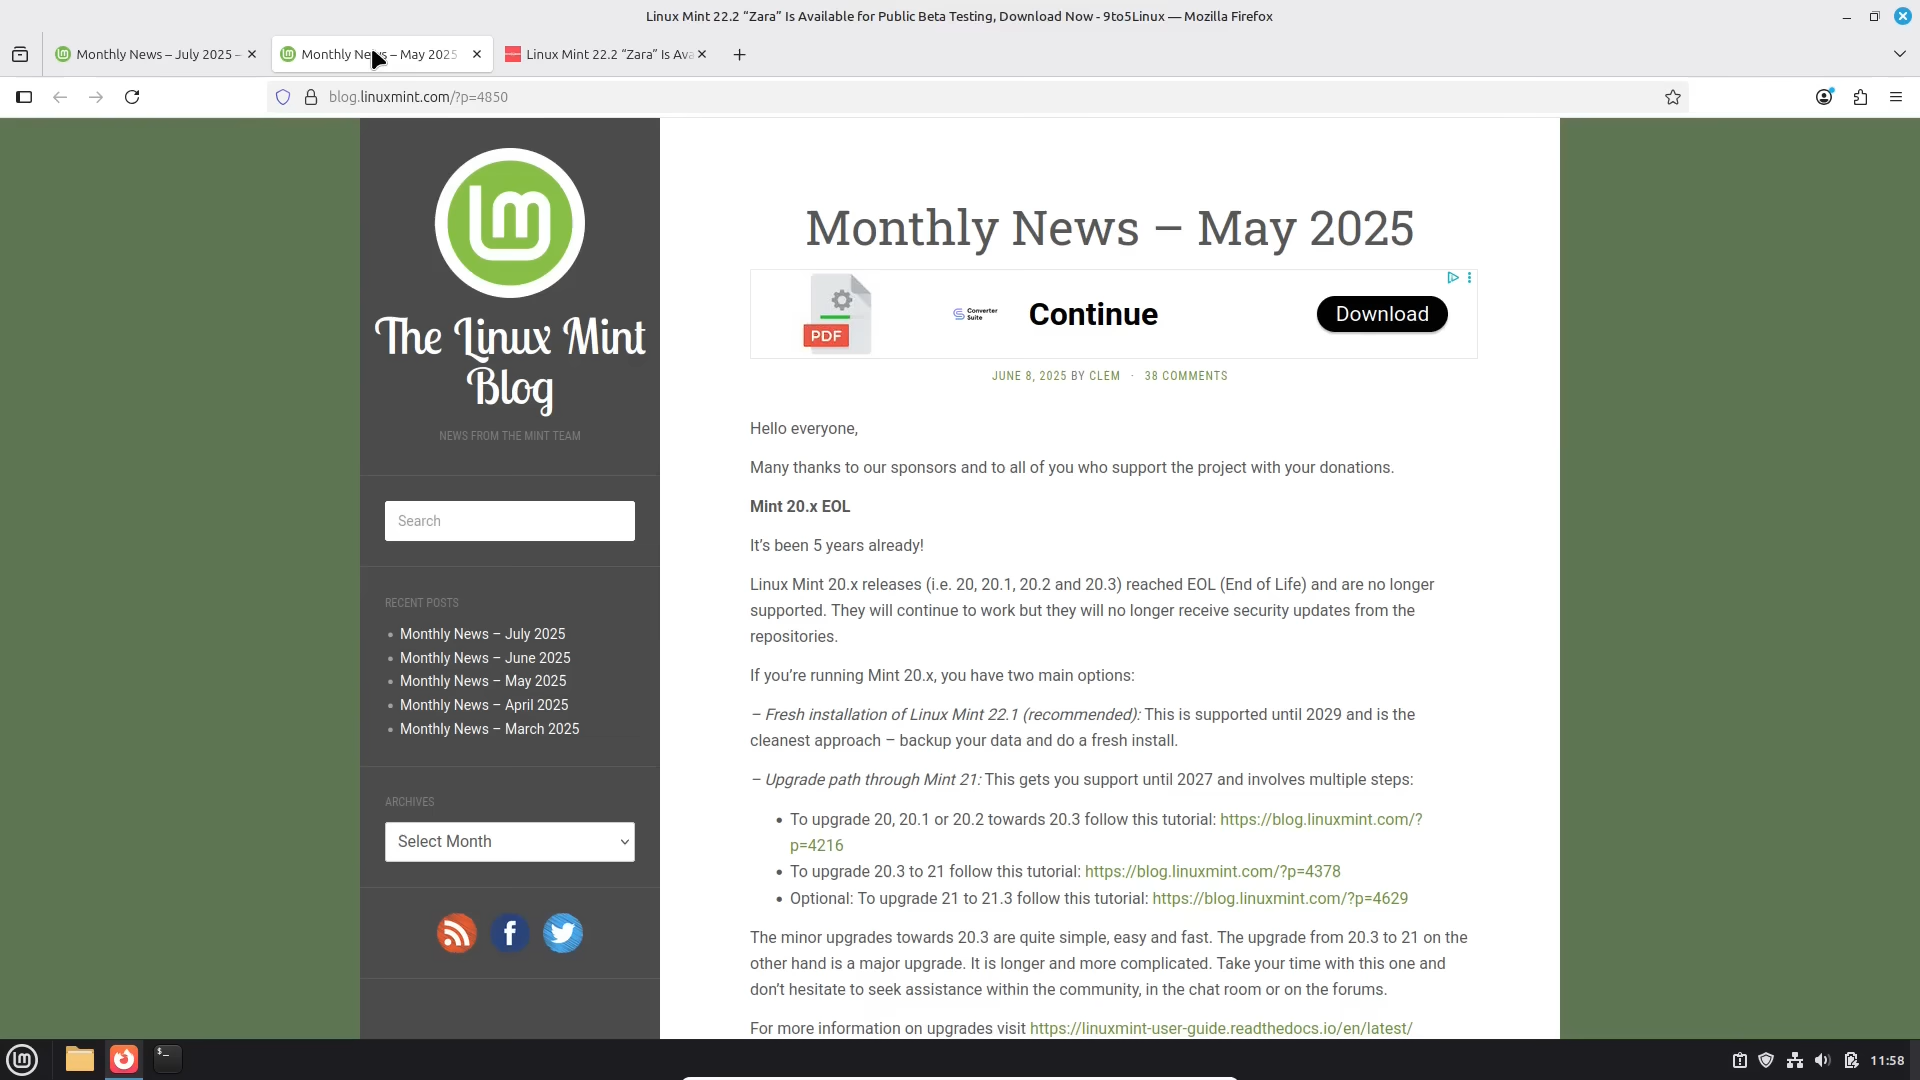 Linux Mint 22.2 “Zara” Is Available for Public Beta Testing, Download Now - 9to5Linux — Mozilla Firefox
Monthly News – July 2025 –
Monthly News – May 2025
Linux Mint 22.2 “Zara” Is Ava
blog.linuxmint.com/?p=4850
lm
The Linux Mint
Blog
NEWS FROM THE MINT TEAM
Search
RECENT POSTS
Monthly News – July 2025
Monthly News – June 2025
Monthly News – May 2025
Monthly News – April 2025
Monthly News – March 2025
ARCHIVES
Select Month
Monthly News – May 2025
PDF
Converter
Suite
Continue
Download
JUNE 8, 2025 BY CLEM · 38 COMMENTS
Hello everyone,
Many thanks to our sponsors and to all of you who support the project with your donations.
Mint 20.x EOL
It’s been 5 years already!
Linux Mint 20.x releases (i.e. 20, 20.1, 20.2 and 20.3) reached EOL (End of Life) and are no longer
supported. They will continue to work but they will no longer receive security updates from the
repositories.
If you’re running Mint 20.x, you have two main options:
– Fresh installation of Linux Mint 22.1 (recommended): This is supported until 2029 and is the
cleanest approach – backup your data and do a fresh install.
– Upgrade path through Mint 21: This gets you support until 2027 and involves multiple steps:
• To upgrade 20, 20.1 or 20.2 towards 20.3 follow this tutorial: https://blog.linuxmint.com/?
p=4216
• To upgrade 20.3 to 21 follow this tutorial: https://blog.linuxmint.com/?p=4378
• Optional: To upgrade 21 to 21.3 follow this tutorial: https://blog.linuxmint.com/?p=4629
The minor upgrades towards 20.3 are quite simple, easy and fast. The upgrade from 20.3 to 21 on the
other hand is a major upgrade. It is longer and more complicated. Take your time with this one and
don’t hesitate to seek assistance within the community, in the chat room or on the forums.
For more information on upgrades visit https://linuxmint-user-guide.readthedocs.io/en/latest/
11:58